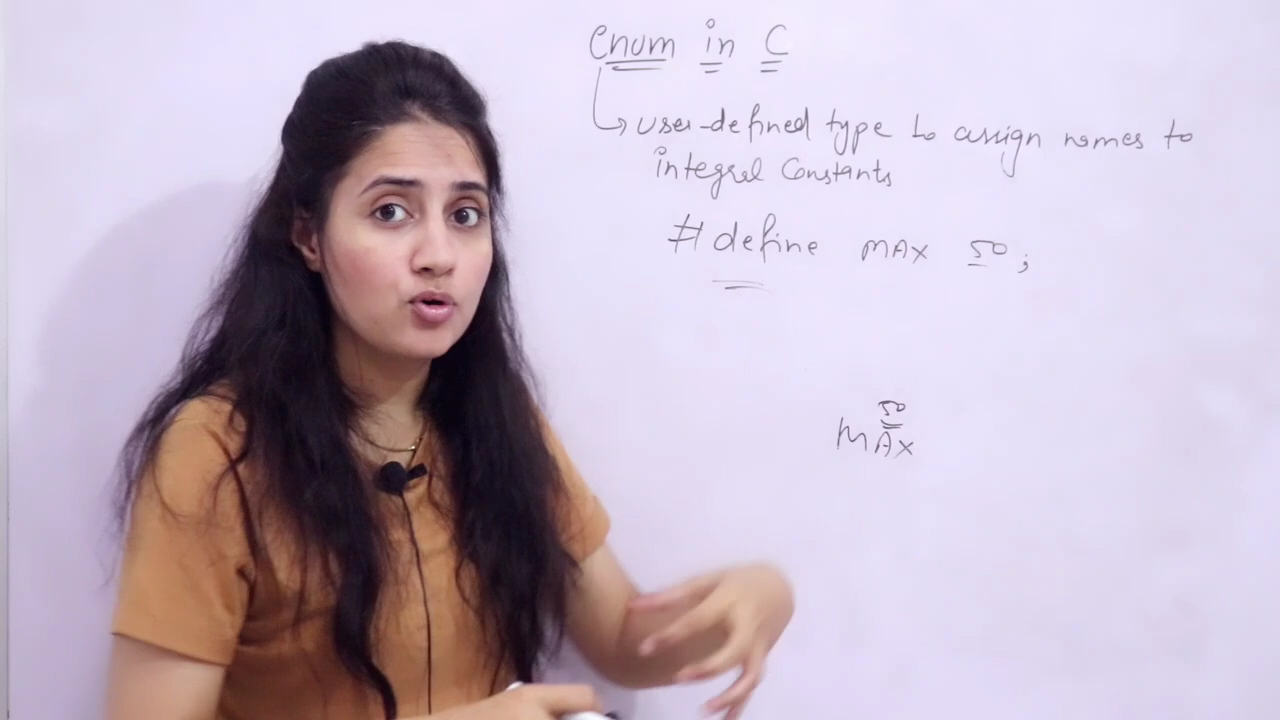 enum in C
user-defined type to assign names to
integral Constants
#define MAX 50;
50
MAX